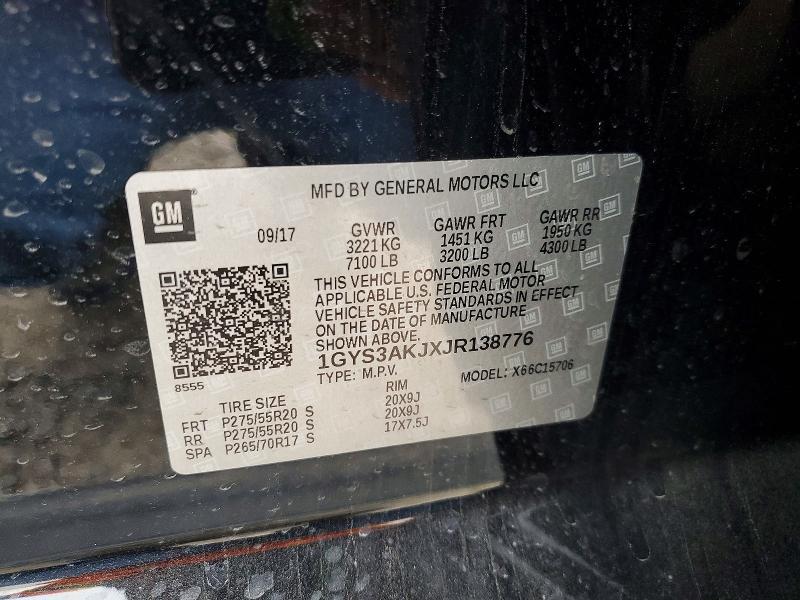 GM
MFD BY GENERAL MOTORS LLC
09/17 GVWR GAWR FRT GAWR RR
3221 KG 1451 KG 1950 KG
7100 LB 3200 LB 4300 LB
THIS VEHICLE CONFORMS TO ALL
APPLICABLE U.S. FEDERAL MOTOR
VEHICLE SAFETY STANDARDS IN EFFECT
ON THE DATE OF MANUFACTURE
SHOWN ABOVE.
1GYS3AKJXJR138776
TYPE: M.P.V. MODEL: X66C15706
8555
TIRE SIZE RIM
FRT P275/55R20 S 20X9J
RR P275/55R20 S 20X9J
SPA P265/70R17 S 17X7.5J